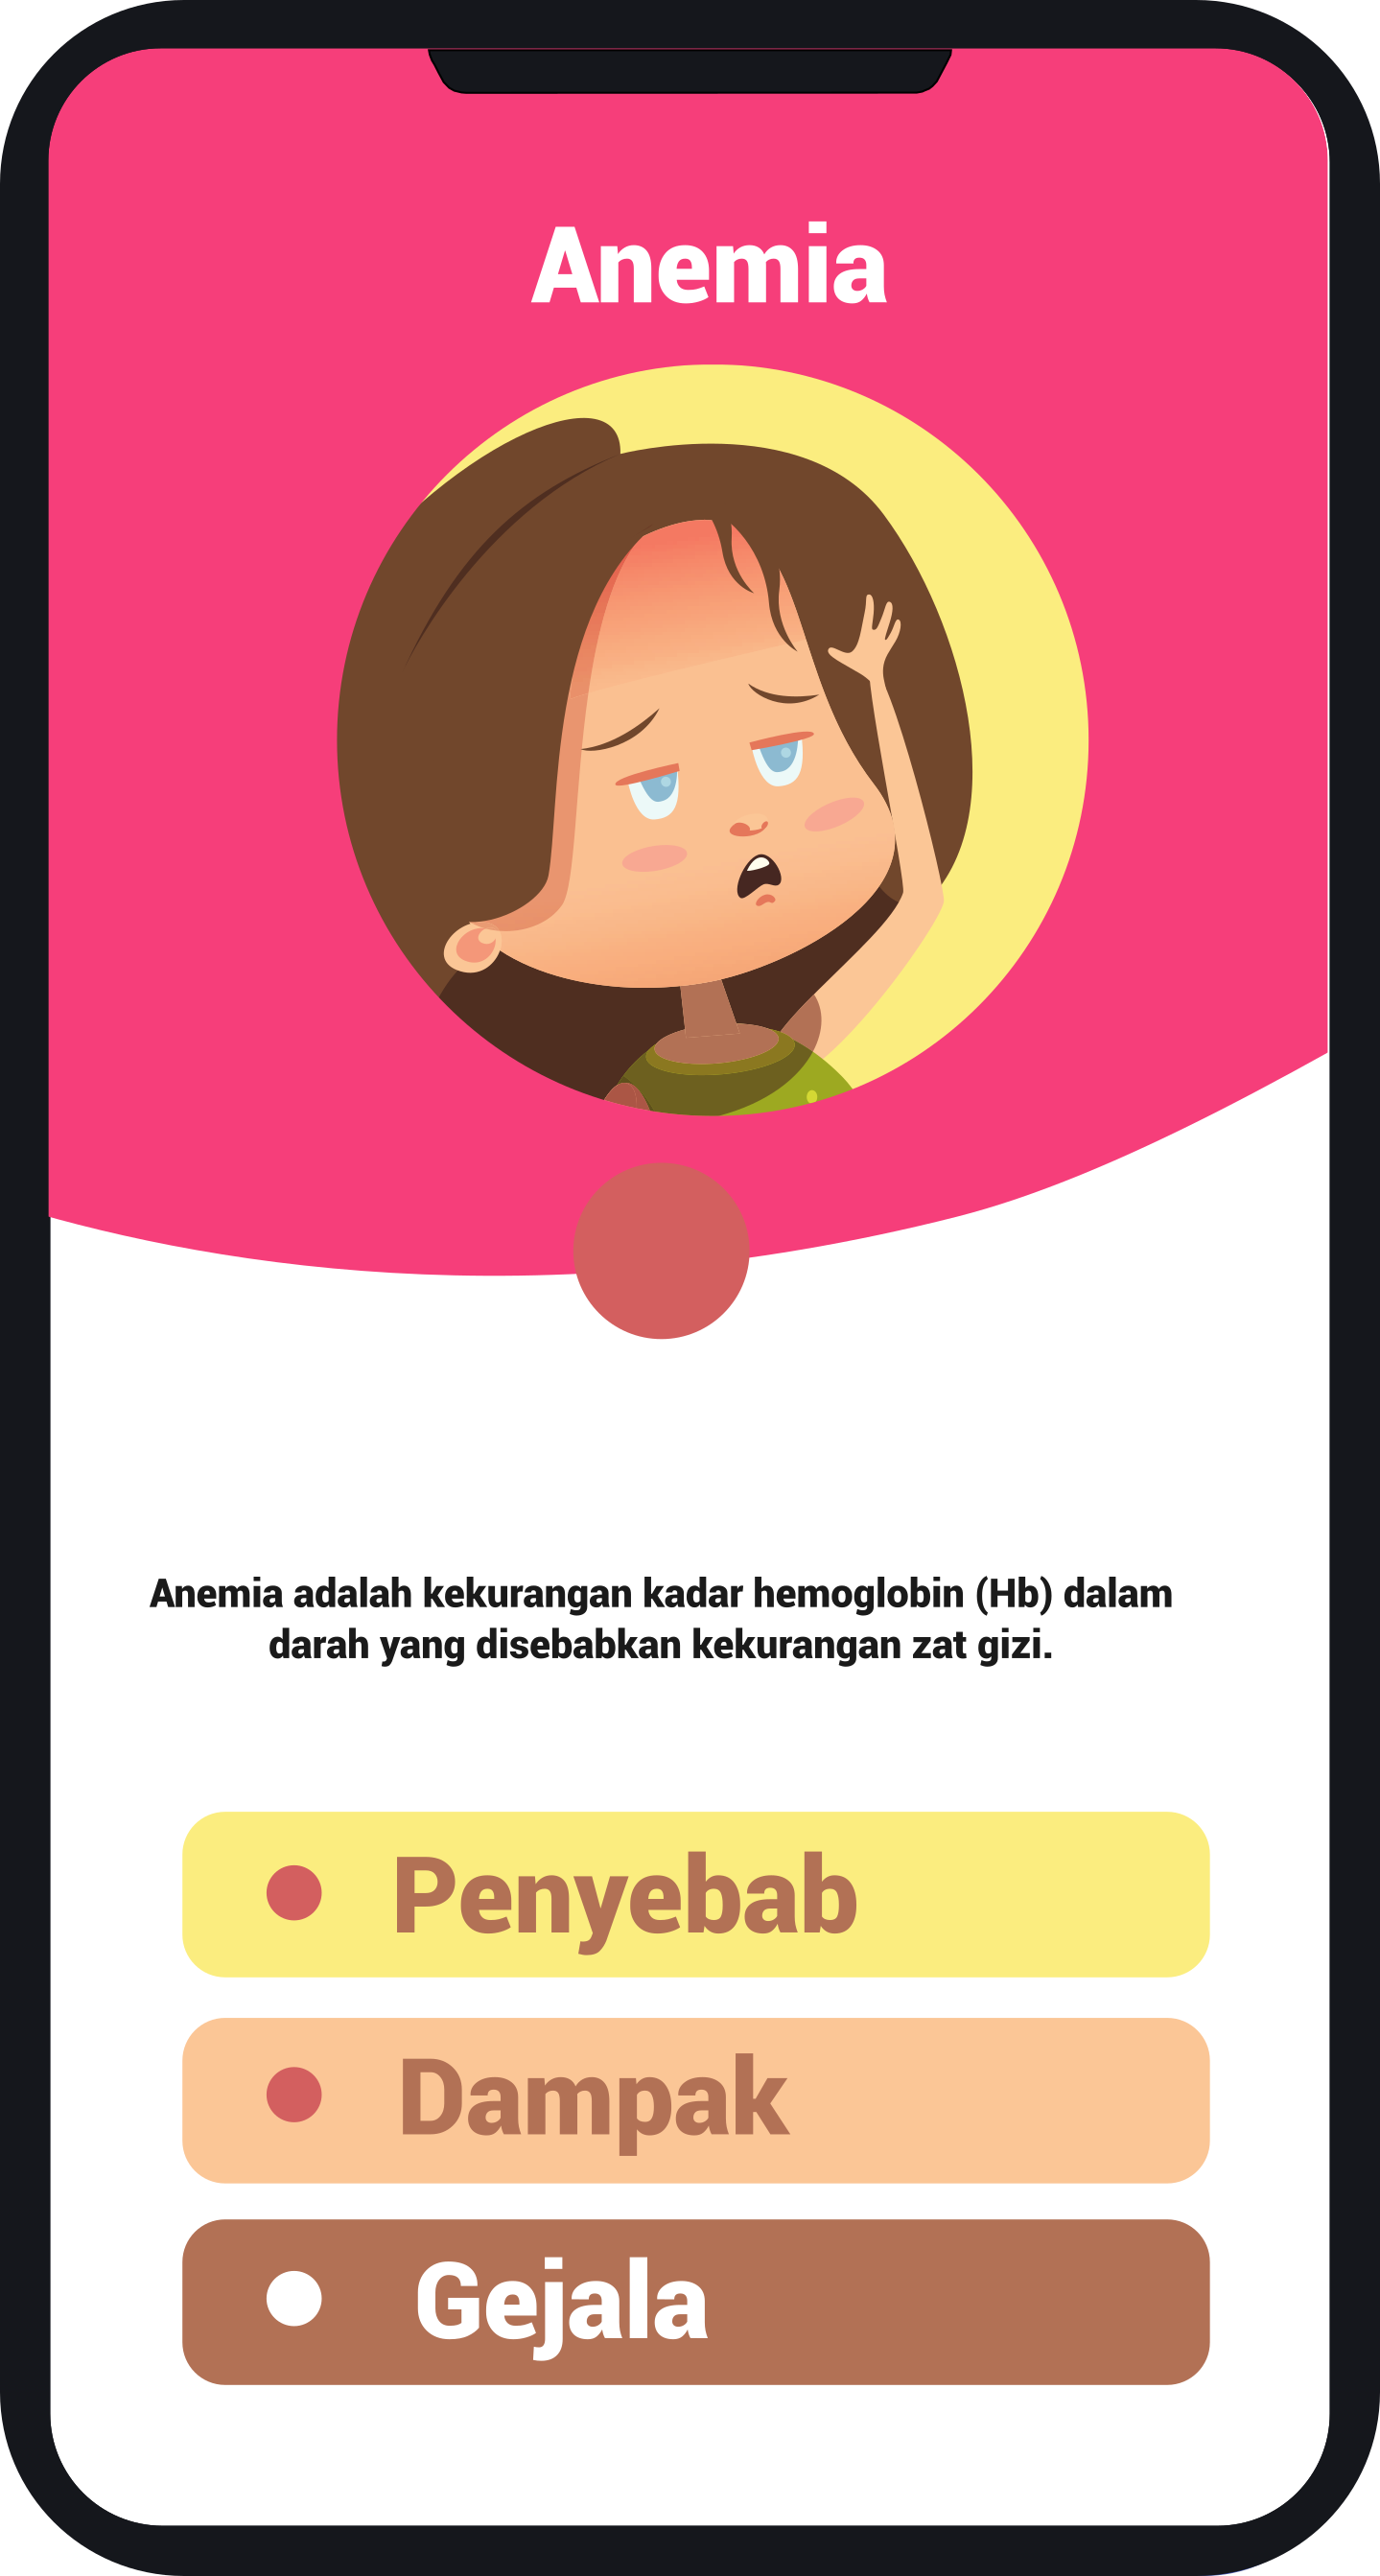 Anemia
Anemia adalah kekurangan kadar hemoglobin (Hb) dalam
darah yang disebabkan kekurangan zat gizi.
Penyebab
Dampak
Gejala